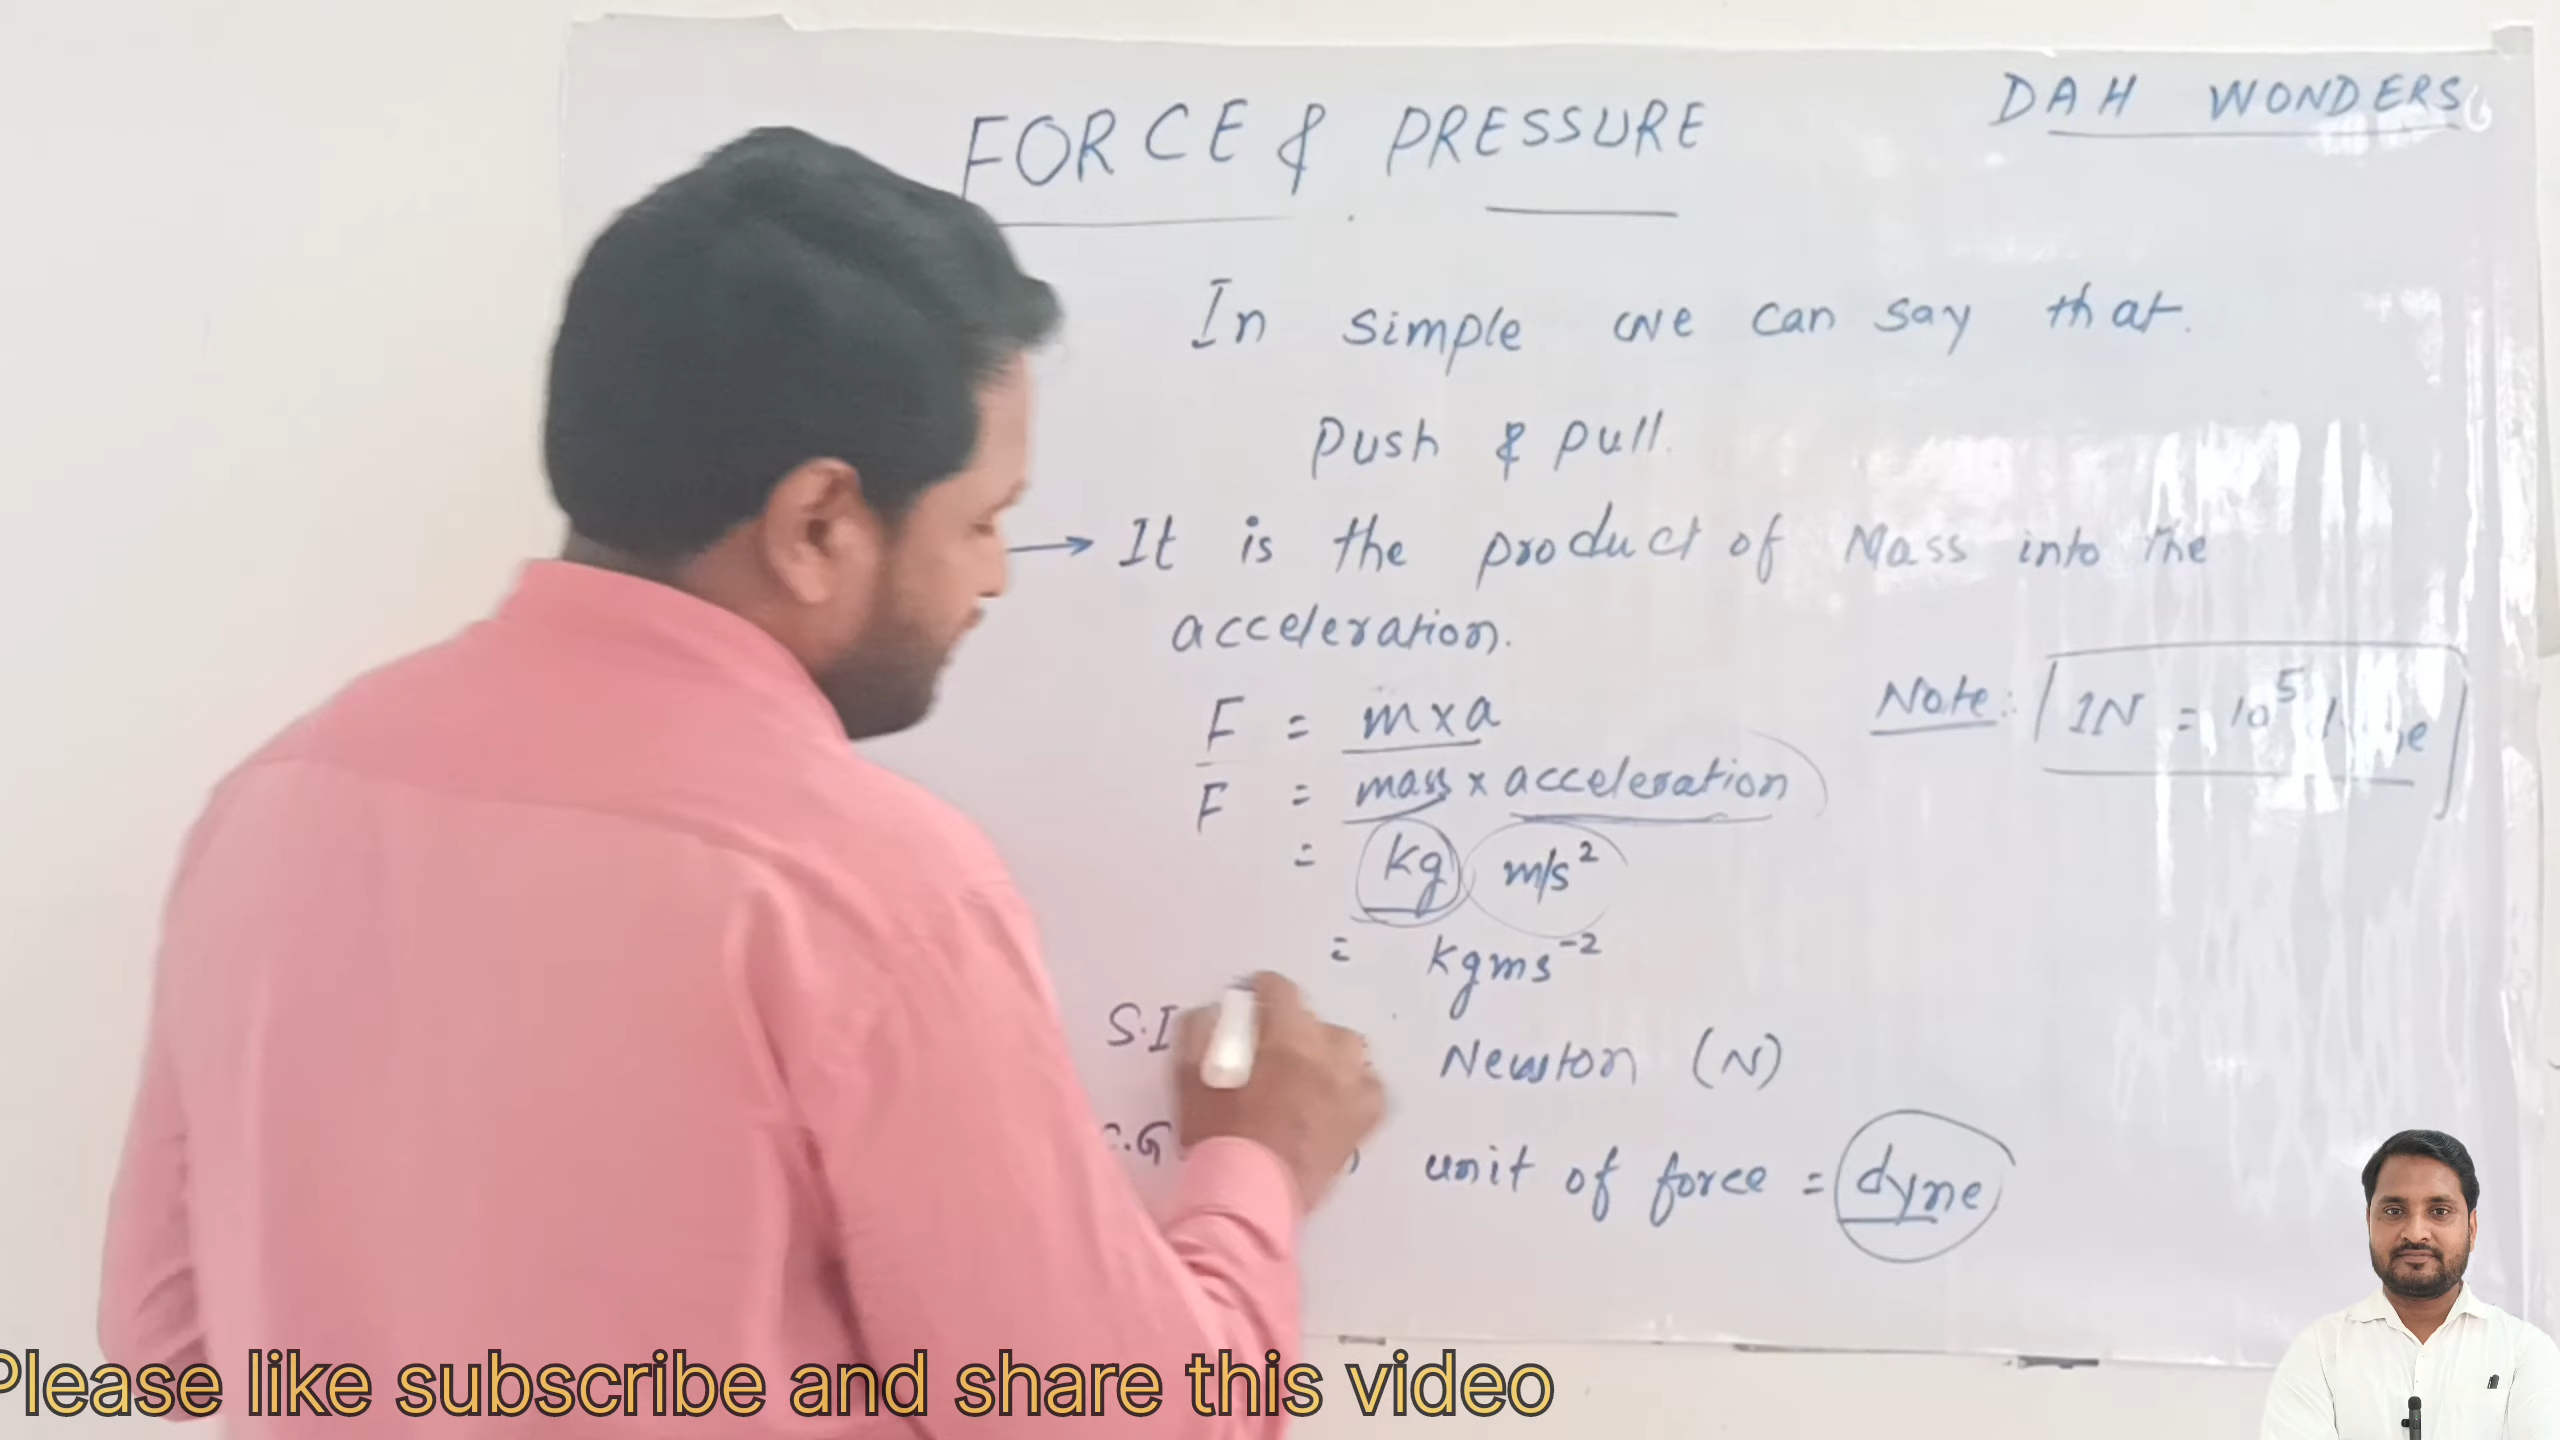 FORCE & PRESSURE
DAH WONDERS
In simple we can say that.
Push & pull.
→ It is the product of Mass into the
acceleration.
F = m x a
Note: 1N = 10⁵
F = mass x acceleration
= kg m/s²
= kgms⁻²
S.I Newton (N)
unit of force = dyne
Please like subscribe and share this video